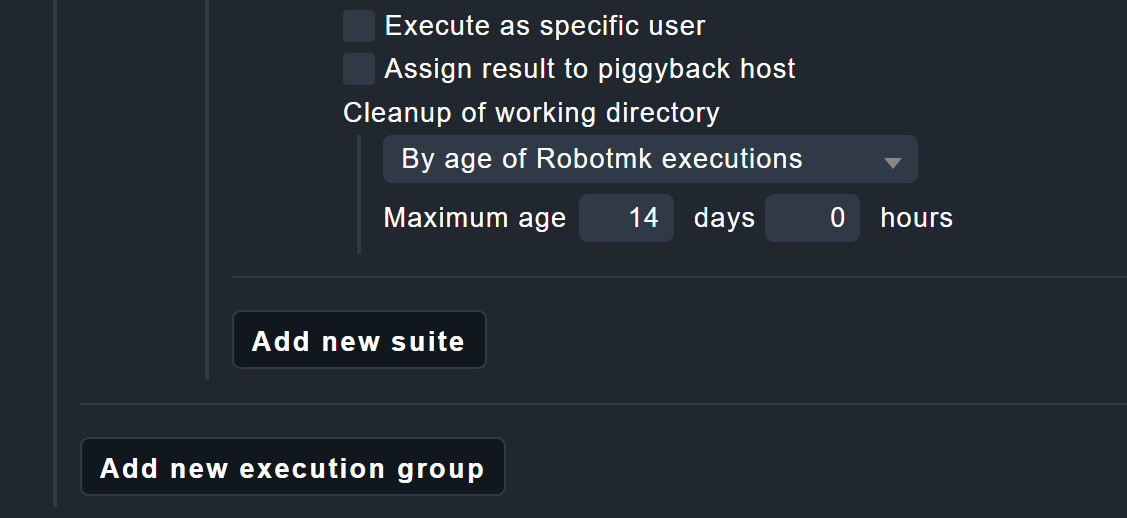 Execute as specific user
Assign result to piggyback host
Cleanup of working directory
By age of Robotmk executions
Maximum age 14 days 0 hours
Add new suite
Add new execution group